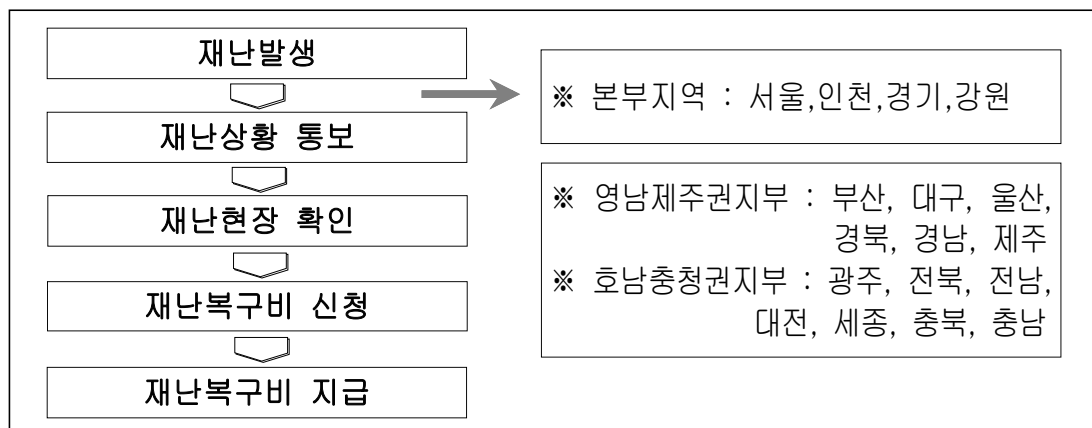 재난발생
재난상황 통보
재난현장 확인
재난복구비 신청
재난복구비 지급
※ 본부지역 : 서울,인천,경기,강원
※ 영남제주권지부 : 부산, 대구, 울산,
경북, 경남, 제주
※ 호남충청권지부 : 광주, 전북, 전남,
대전, 세종, 충북, 충남